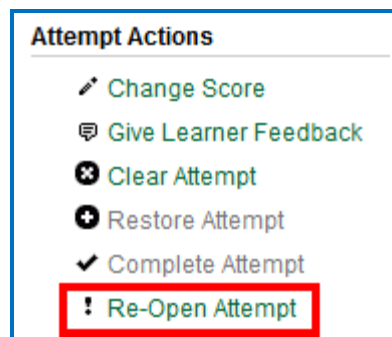 Attempt Actions
Change Score
Give Learner Feedback
Clear Attempt
Restore Attempt
Complete Attempt
Re-Open Attempt